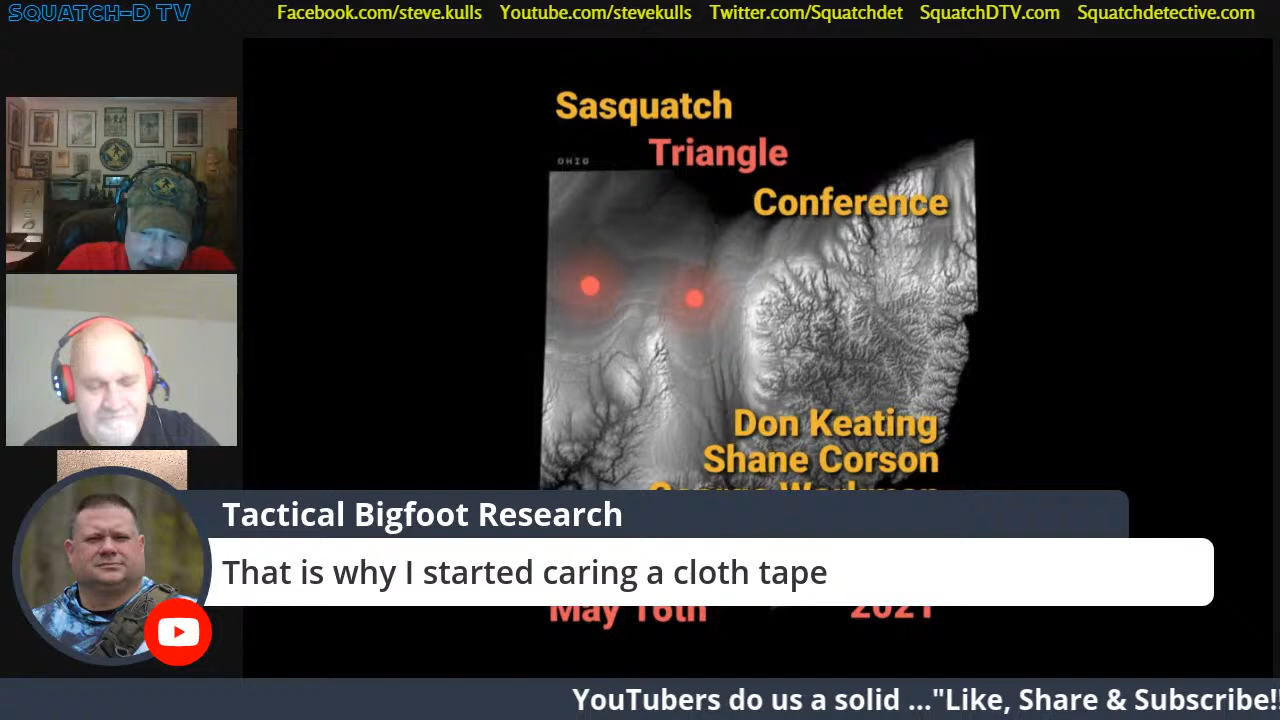 SQUATCH-D TV
Facebook.com/steve.kulls Youtube.com/stevekulls Twitter.com/Squatchdet SquatchDTV.com Squatchdetective.com
Sasquatch
Triangle
OHIO
Conference
Don Keating
Shane Corson
Tactical Bigfoot Research
That is why I started caring a cloth tape
May 16th 2021
YouTubers do us a solid ..."Like, Share & Subscribe!!